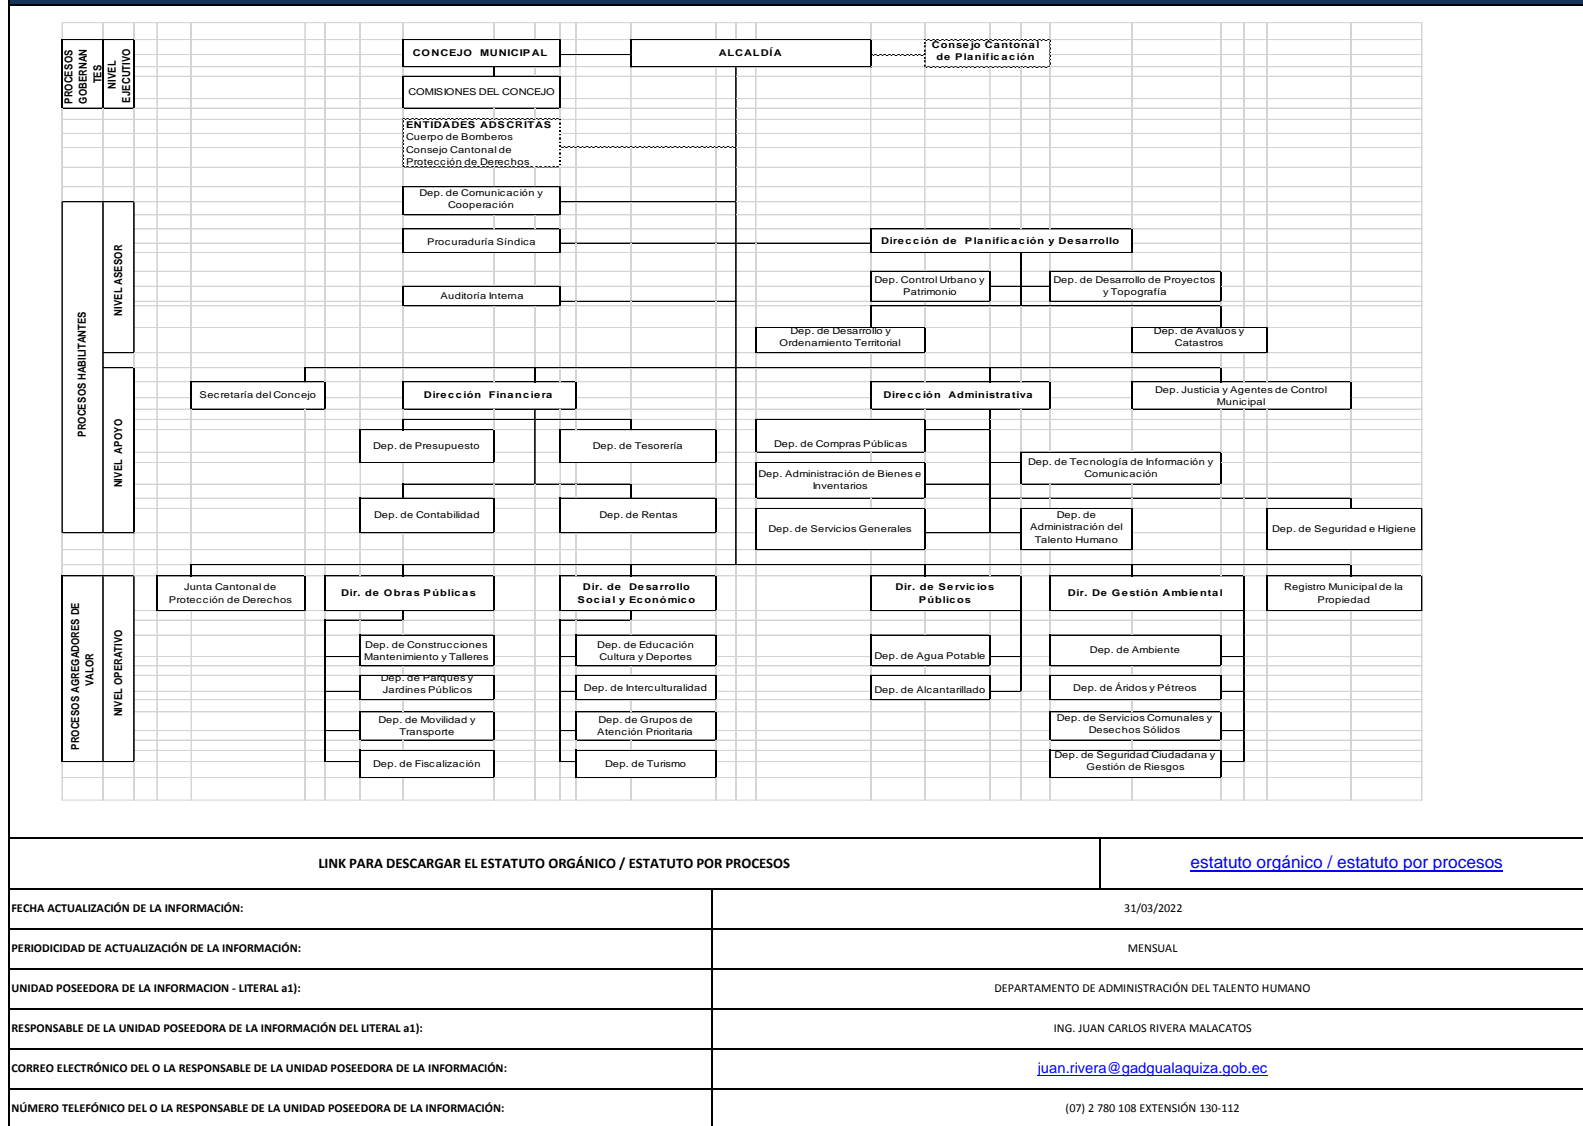 PROCESOS
GOBERNAN
TES
NIVEL
EJECUTIVO
CONCEJO MUNICIPAL
ALCALDÍA
Consejo Cantonal
de Planificación
COMISIONES DEL CONCEJO
ENTIDADES ADSCRITAS
Cuerpo de Bomberos
Consejo Cantonal de
Protección de Derechos
PROCESOS HABILITANTES
NIVEL ASESOR
Dep. de Comunicación y
Cooperación
Procuraduría Síndica
Dirección de Planificación y Desarrollo
Auditoría Interna
Dep. Control Urbano y
Patrimonio
Dep. de Desarrollo de Proyectos
y Topografía
Dep. de Desarrollo y
Ordenamiento Territorial
Dep. de Avalúos y
Catastros
NIVEL APOYO
Secretaría del Concejo
Dirección Financiera
Dirección Administrativa
Dep. Justicia y Agentes de Control
Municipal
Dep. de Presupuesto
Dep. de Tesorería
Dep. de Compras Públicas
Dep. de Tecnología de Información y
Comunicación
Dep. Administración de Bienes e
Inventarios
Dep. de Contabilidad
Dep. de Rentas
Dep. de Servicios Generales
Dep. de
Administración del
Talento Humano
Dep. de Seguridad e Higiene
PROCESOS AGREGADORES DE
VALOR
NIVEL OPERATIVO
Junta Cantonal de
Protección de Derechos
Dir. de Obras Públicas
Dir. de Desarrollo
Social y Económico
Dir. de Servicios
Públicos
Dir. De Gestión Ambiental
Registro Municipal de la
Propiedad
Dep. de Construcciones
Mantenimiento y Talleres
Dep. de Educación
Cultura y Deportes
Dep. de Agua Potable
Dep. de Ambiente
Dep. de Parques y
Jardines Públicos
Dep. de Interculturalidad
Dep. de Alcantarillado
Dep. de Áridos y Pétreos
Dep. de Movilidad y
Transporte
Dep. de Grupos de
Atención Prioritaria
Dep. de Servicios Comunales y
Desechos Sólidos
Dep. de Fiscalización
Dep. de Turismo
Dep. de Seguridad Ciudadana y
Gestión de Riesgos
LINK PARA DESCARGAR EL ESTATUTO ORGÁNICO / ESTATUTO POR PROCESOS
estatuto orgánico / estatuto por procesos
FECHA ACTUALIZACIÓN DE LA INFORMACIÓN:
31/03/2022
PERIODICIDAD DE ACTUALIZACIÓN DE LA INFORMACIÓN:
MENSUAL
UNIDAD POSEEDORA DE LA INFORMACION - LITERAL a1):
DEPARTAMENTO DE ADMINISTRACIÓN DEL TALENTO HUMANO
RESPONSABLE DE LA UNIDAD POSEEDORA DE LA INFORMACIÓN DEL LITERAL a1):
ING. JUAN CARLOS RIVERA MALACATOS
CORREO ELECTRÓNICO DEL O LA RESPONSABLE DE LA UNIDAD POSEEDORA DE LA INFORMACIÓN:
juan.rivera@gadgualaquiza.gob.ec
NÚMERO TELEFÓNICO DEL O LA RESPONSABLE DE LA UNIDAD POSEEDORA DE LA INFORMACIÓN:
(07) 2 780 108 EXTENSIÓN 130-112